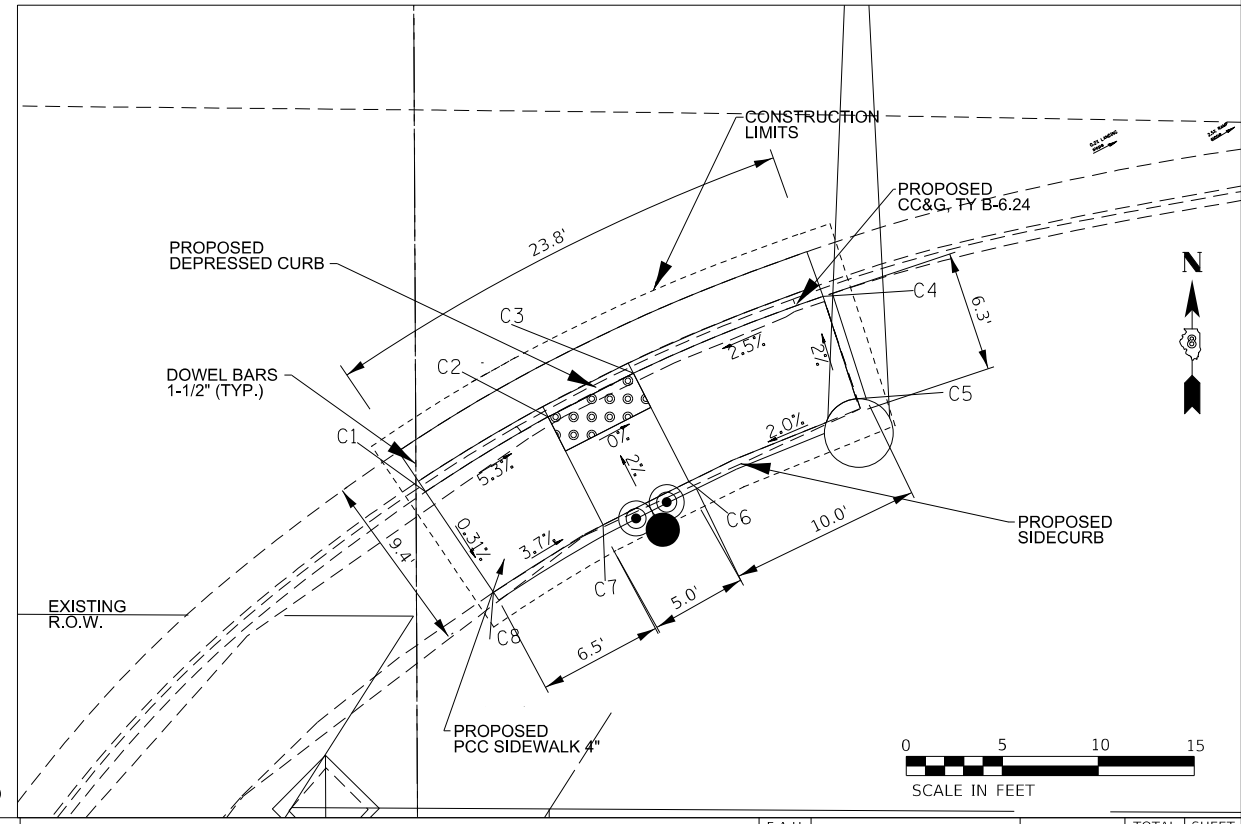 CONSTRUCTION
LIMITS
0.2% LANDING
PROPOSED
CC&G, TY B-6.24
23.8'
PROPOSED
DEPRESSED CURB
N
C3
C4
6.3'
2.5%
2%
C2
DOWEL BARS
1-1/2" (TYP.)
C5
C1
2.0%
0%
5.3%
2%
C6
10.0'
PROPOSED
SIDECURB
0.31%
9.4'
3.7%
C7
5.0'
EXISTING
R.O.W.
C8
6.5'
PROPOSED
PCC SIDEWALK 4"
0 5 10 15
SCALE IN FEET
TOTAL SHEET